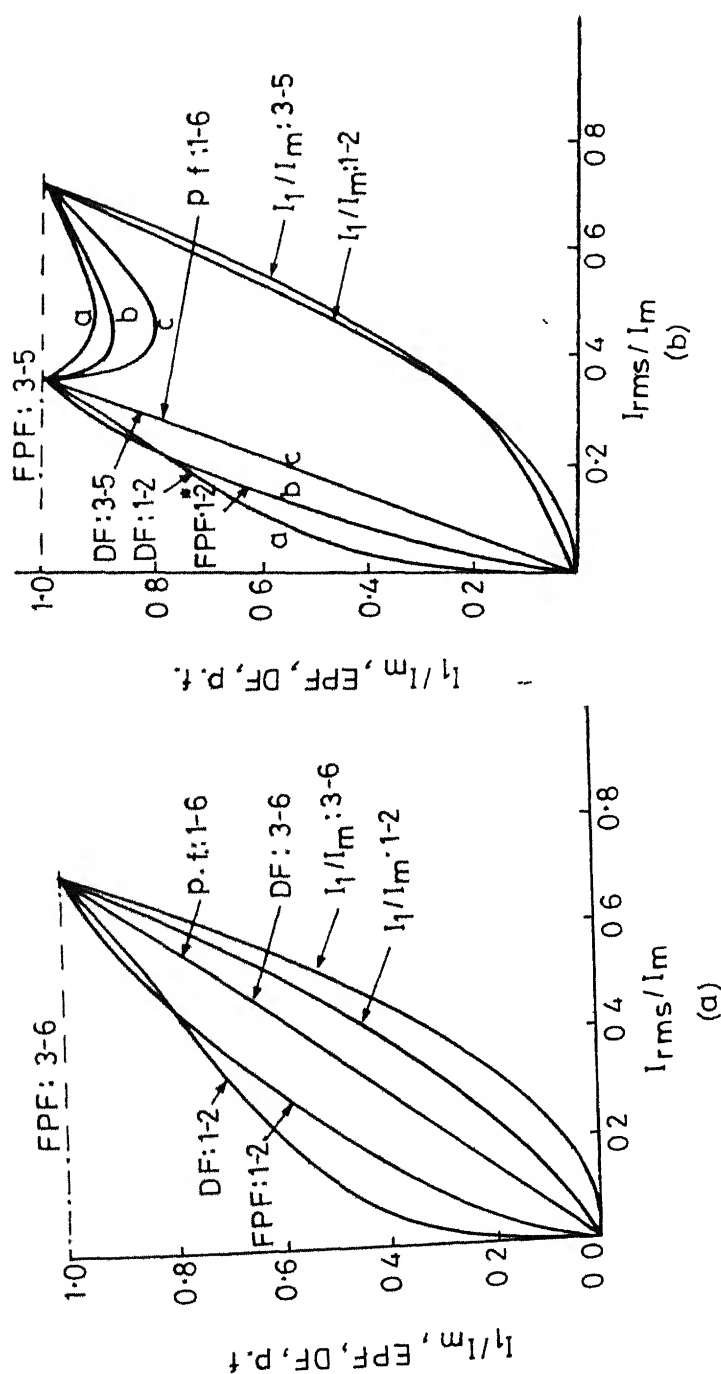 FPF: 3-6
1·0
0·8
0·6
0·4
0·2
0 0
I1/Im, EPF, DF, p.f
DF:1-2
FPF:1-2
p.f:1-6
DF: 3-6
I1/Im:3-6
I1/Im·1-2
0 2
0 4
0·6
0·8
Irms/Im
(a)
FPF: 3-5
1·0
0·8
0·6
0·4
0·2
I1/Im, EPF, DF, p.f.
DF:3-5
DF:1-2
*
FPF·1-2
a
b
c
a
b
c
p f:1-6
I1/Im:3-5
I1/Im:1-2
0·2
0 4
0 6
0 8
Irms/Im
(b)